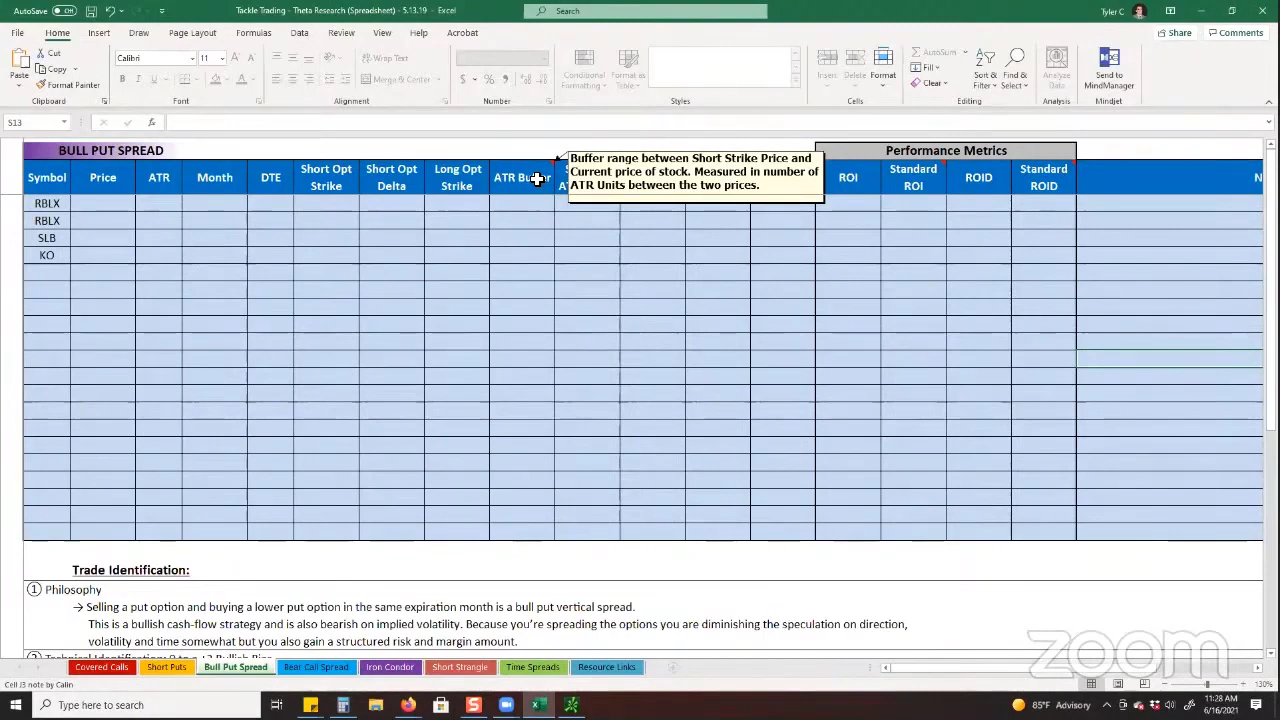 AutoSave On
Tackle Trading - Theta Research (Spreadsheet) - 5.13.19 - Excel
Search
Tyler C
File Home Insert Draw Page Layout Formulas Data Review View Help Acrobat
Share Comments
Paste
Cut
Copy
Format Painter
Clipboard
Calibri 11
B I U
Font
Wrap Text
Merge & Center
Alignment
$ % ,
Number
Conditional Formatting
Format as Table
Styles
Insert Delete Format
Cells
AutoSum
Fill
Clear
Sort & Filter
Find & Select
Editing
Analyze Data
Analysis
Send to MindManager
Mindjet
S13
fx
BULL PUT SPREAD
Performance Metrics
Symbol Price ATR Month DTE Short Opt Strike Short Opt Delta Long Opt Strike ATR ROI Standard ROI ROID Standard ROID N
Buffer range between Short Strike Price and
Current price of stock. Measured in number of
ATR Units between the two prices.
RBLX
RBLX
SLB
KO
Trade Identification:
1 Philosophy
→ Selling a put option and buying a lower put option in the same expiration month is a bull put vertical spread.
This is a bullish cash-flow strategy and is also bearish on implied volatility. Because you're spreading the options you are diminishing the speculation on direction,
volatility and time somewhat but you also gain a structured risk and margin amount.
zoom
Covered Calls Short Puts Bull Put Spread Bear Call Spread Iron Condor Short Strangle Time Spreads Resource Links
Cell J3 note by Calin
130%
Type here to search
85°F Advisory
11:28 AM
6/16/2021